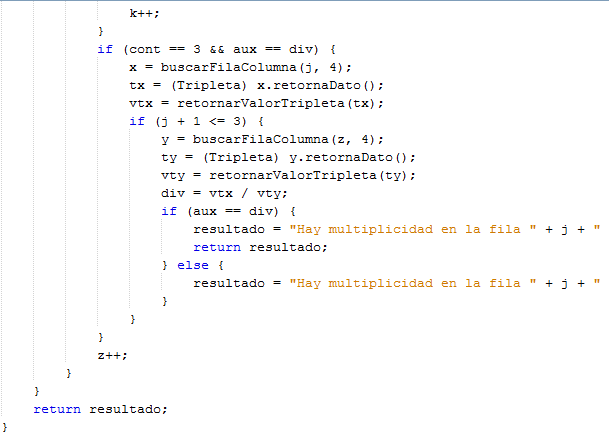 k++;
}
if (cont == 3 && aux == div) {
x = buscarFilaColumna(j, 4);
tx = (Tripleta) x.retornaDato();
vtx = retornarValorTripleta(tx);
if (j + 1 <= 3) {
y = buscarFilaColumna(z, 4);
ty = (Tripleta) y.retornaDato();
vty = retornarValorTripleta(ty);
div = vtx / vty;
if (aux == div) {
resultado = "Hay multiplicidad en la fila " + j + "
return resultado;
} else {
resultado = "Hay multiplicidad en la fila " + j + "
}
}
}
z++;
}
}
return resultado;
}